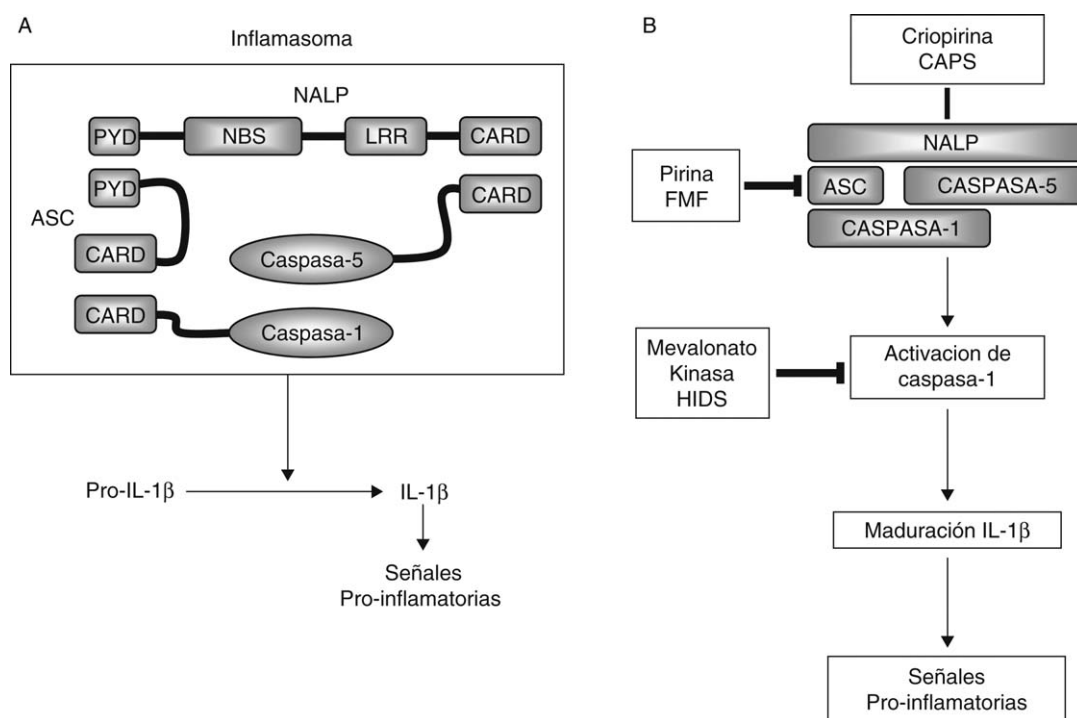 A
Inflamasoma
NALP
PYD
NBS
LRR
CARD
PYD
CARD
ASC
CARD
Caspasa-5
CARD
Caspasa-1
Pro-IL-1β
IL-1β
Señales
Pro-inflamatorias
B
Criopirina
CAPS
NALP
Pirina
FMF
ASC
CASPASA-5
CASPASA-1
Mevalonato
Kinasa
HIDS
Activacion de
caspasa-1
Maduración IL-1β
Señales
Pro-inflamatorias